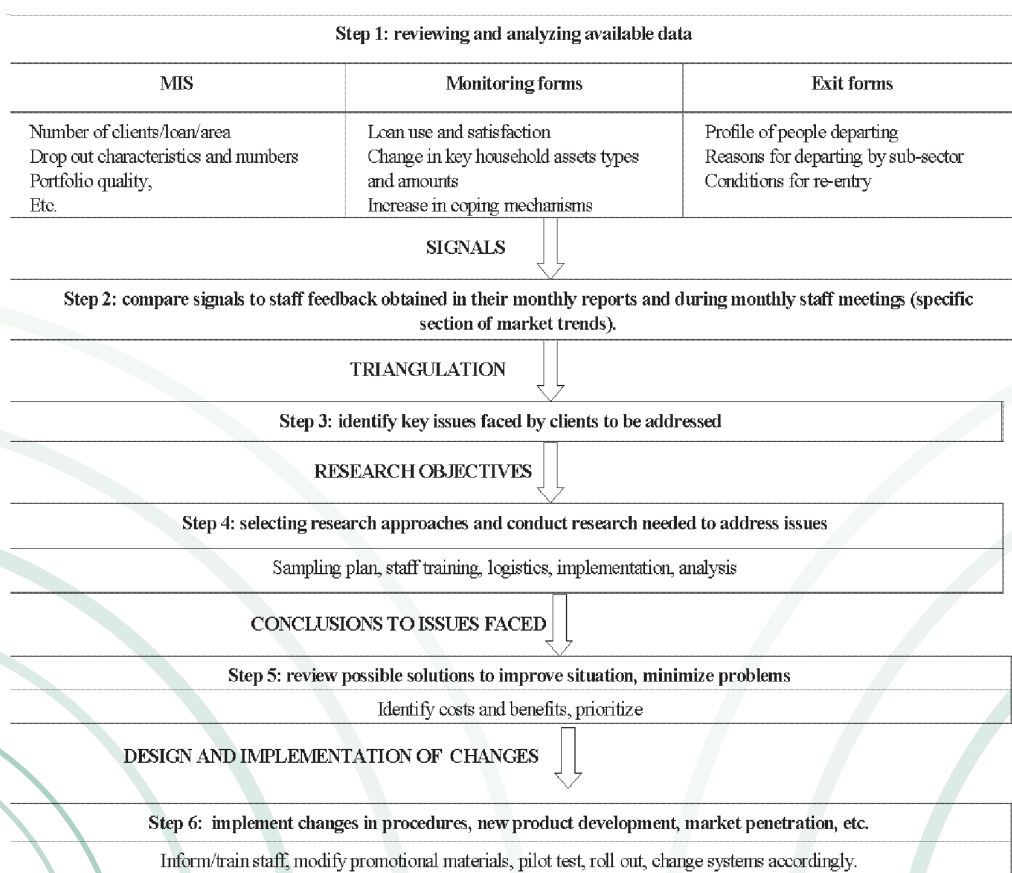 Step 1: reviewing and analyzing available data
MIS
Monitoring forms
Exit forms
Number of clients/loan/area
Drop out characteristics and numbers
Portfolio quality,
Etc.
Loan use and satisfaction
Change in key household assets types
and amounts
Increase in coping mechanisms
Profile of people departing
Reasons for departing by sub-sector
Conditions for re-entry
SIGNALS
Step 2: compare signals to staff feedback obtained in their monthly reports and during monthly staff meetings (specific
section of market trends).
TRIANGULATION
Step 3: identify key issues faced by clients to be addressed
RESEARCH OBJECTIVES
Step 4: selecting research approaches and conduct research needed to address issues
Sampling plan, staff training, logistics, implementation, analysis
CONCLUSIONS TO ISSUES FACED
Step 5: review possible solutions to improve situation, minimize problems
Identify costs and benefits, prioritize
DESIGN AND IMPLEMENTATION OF CHANGES
Step 6: implement changes in procedures, new product development, market penetration, etc.
Inform/train staff, modify promotional materials, pilot test, roll out, change systems accordingly.